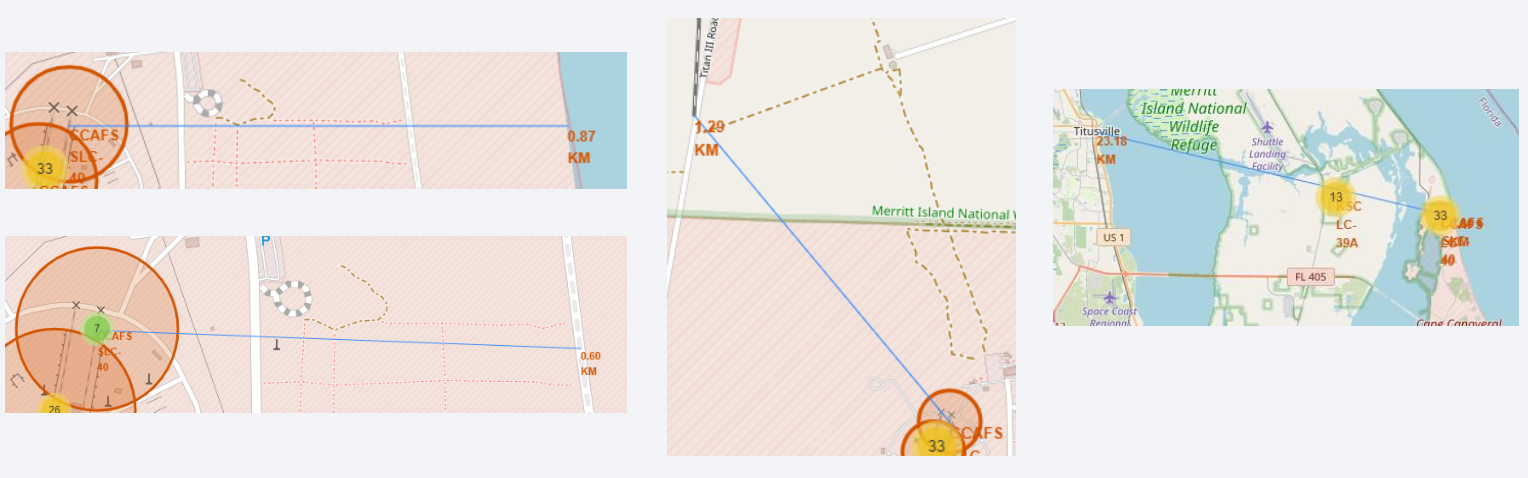 CCAFS
SLC-
40
33
CCAFS
0.87
KM
P
7
CCAFS
SLC-
40
26
0.60
KM
Titan III Road
1.29
KM
Merritt Island National W
33
CCAFS
Merritt
Island National
Wildlife
Refuge
Florida
Titusville
23.18
KM
Shuttle
Landing
Facility
13
KSC
LC-
39A
33
40
US 1
FL 405
Space Coast
Regional
Cape Canaveral